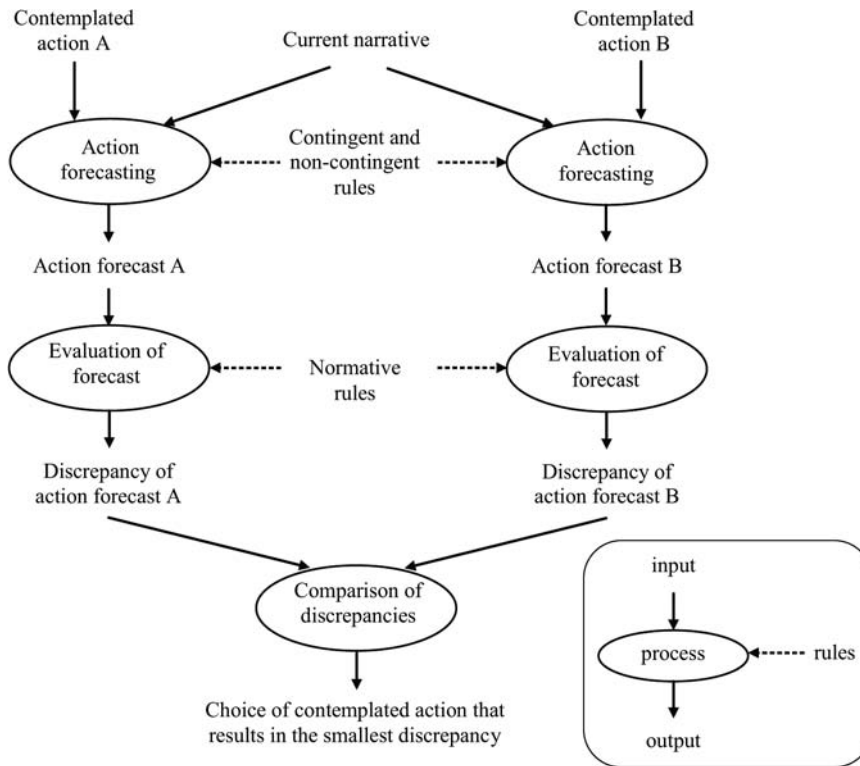 Contemplated
action A
Current narrative
Contemplated
action B
Action
forecasting
Contingent and
non-contingent
rules
Action
forecasting
Action forecast A
Action forecast B
Evaluation of
forecast
Normative
rules
Evaluation of
forecast
Discrepancy of
action forecast A
Discrepancy of
action forecast B
Comparison of
discrepancies
Choice of contemplated action that
results in the smallest discrepancy
input
process
rules
output